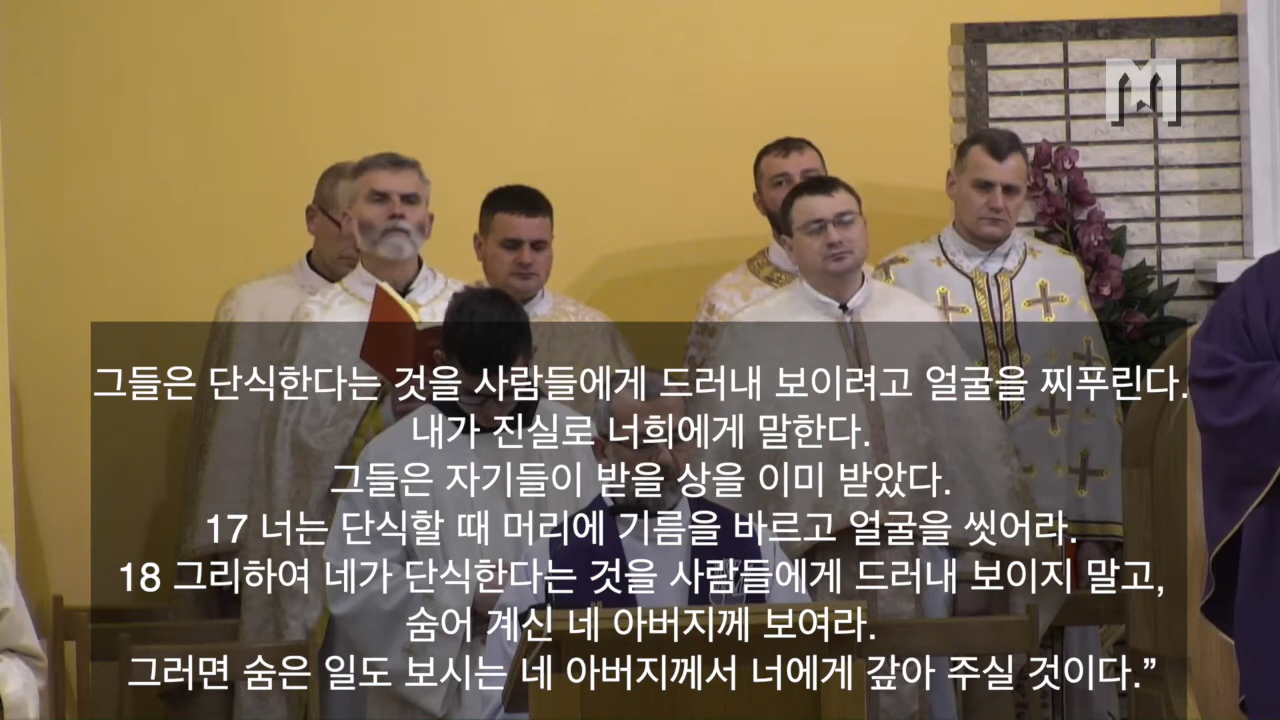 그들은 단식한다는 것을 사람들에게 드러내 보이려고 얼굴을 찌푸린다.
내가 진실로 너희에게 말한다.
그들은 자기들이 받을 상을 이미 받았다.
17 너는 단식할 때 머리에 기름을 바르고 얼굴을 씻어라.
18 그리하여 네가 단식한다는 것을 사람들에게 드러내 보이지 말고,
숨어 계신 네 아버지께 보여라.
그러면 숨은 일도 보시는 네 아버지께서 너에게 갚아 주실 것이다.”